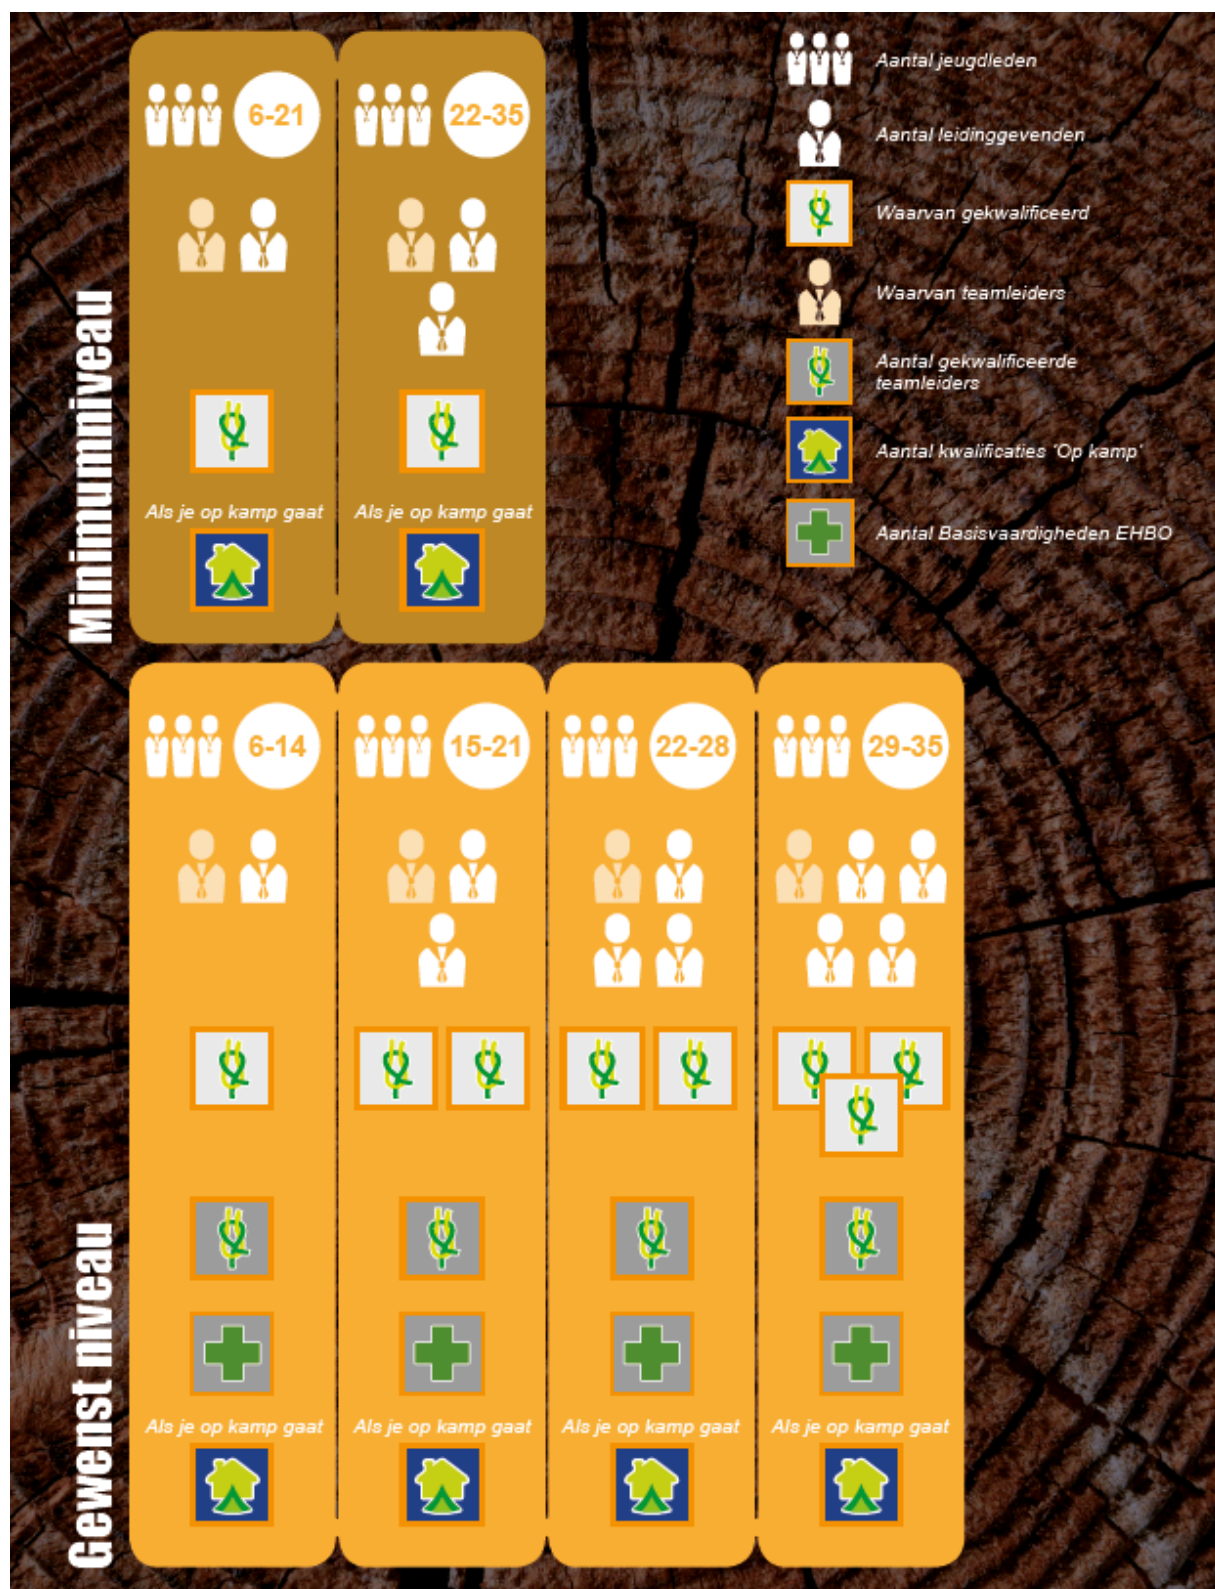 Minimumniveau
6-21
22-35
Als je op kamp gaat
Als je op kamp gaat
Aantal jeugdleden
Aantal leidinggevenden
Waarvan gekwalificeerd
Waarvan teamleiders
Aantal gekwalificeerde
teamleiders
Aantal kwalificaties 'Op kamp'
Aantal Basisvaardigheden EHBO
Gewenst niveau
6-14
15-21
22-28
29-35
Als je op kamp gaat
Als je op kamp gaat
Als je op kamp gaat
Als je op kamp gaat